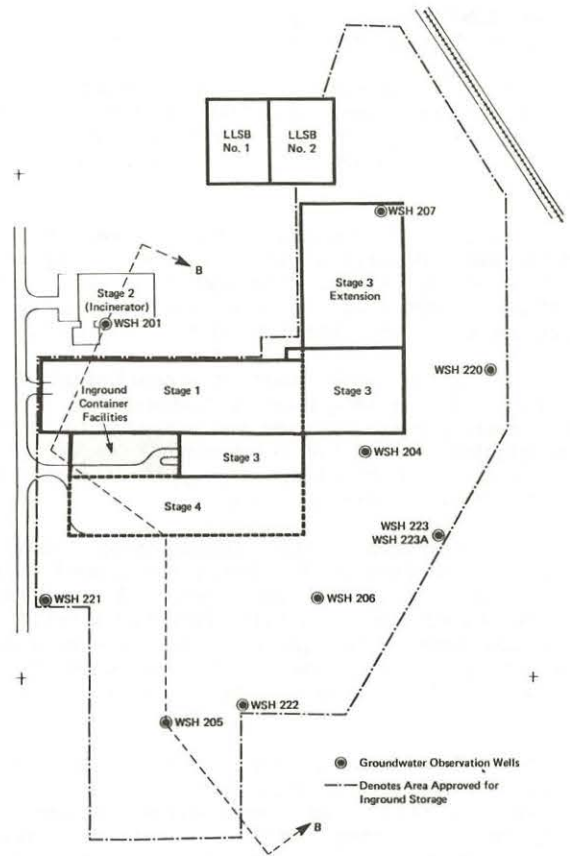 LLSB
No. 1
LLSB
No. 2
WSH 207
B
Stage 3
Extension
Stage 2
(Incinerator)
WSH 201
WSH 220
Stage 1
Stage 3
Inground
Container
Facilities
WSH 204
Stage 3
Stage 4
WSH 223
WSH 223A
WSH 221
WSH 206
WSH 222
WSH 205
Groundwater Observation Wells
Denotes Area Approved for
Inground Storage
B